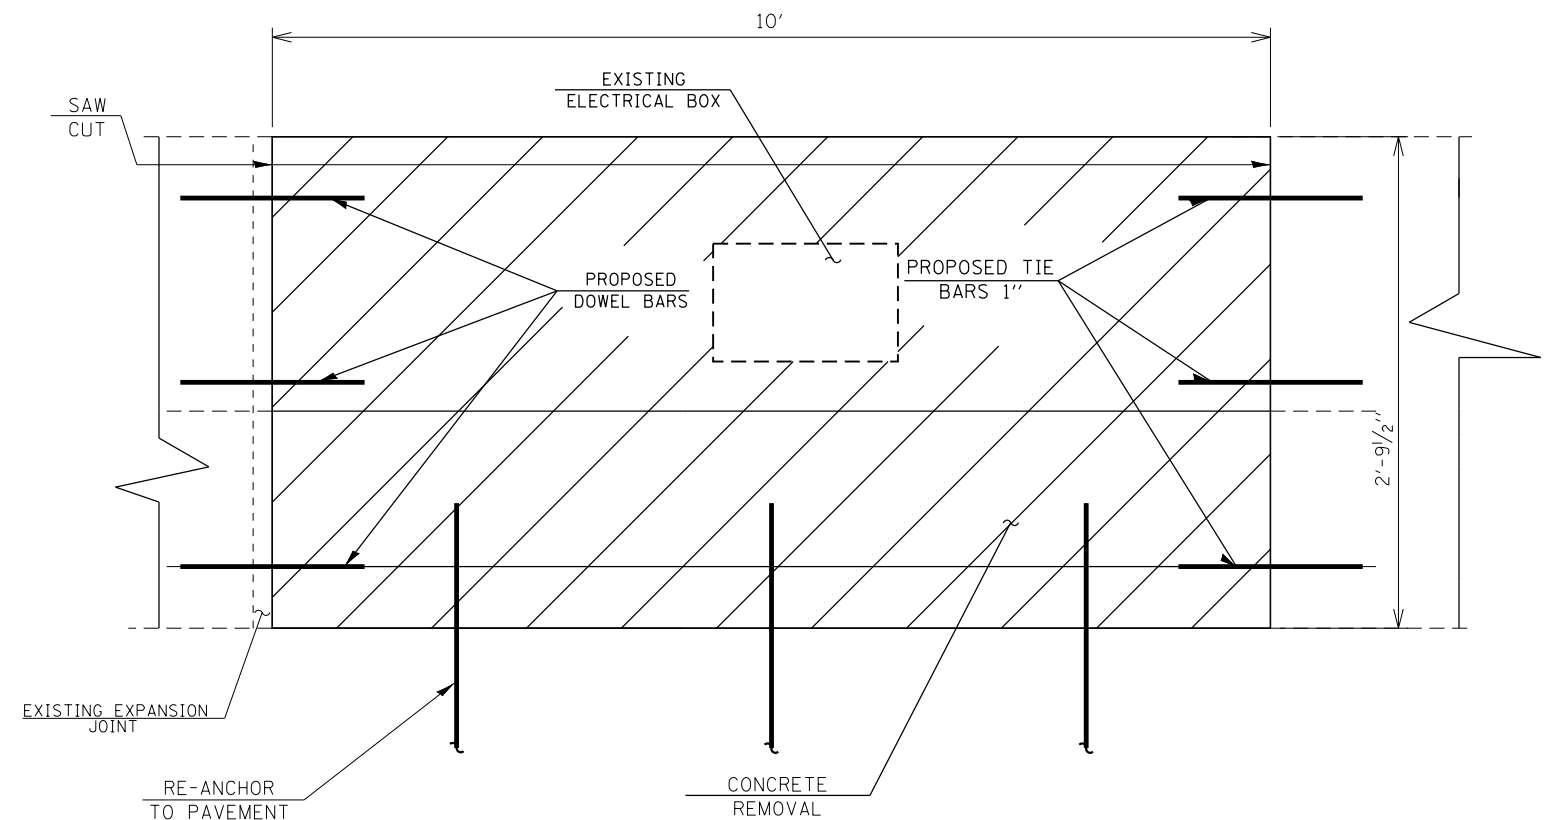 10'
EXISTING
ELECTRICAL BOX
SAW
CUT
PROPOSED
DOWEL BARS
PROPOSED TIE
BARS 1''
2'-9 1/2''
EXISTING EXPANSION
JOINT
RE-ANCHOR
TO PAVEMENT
CONCRETE
REMOVAL